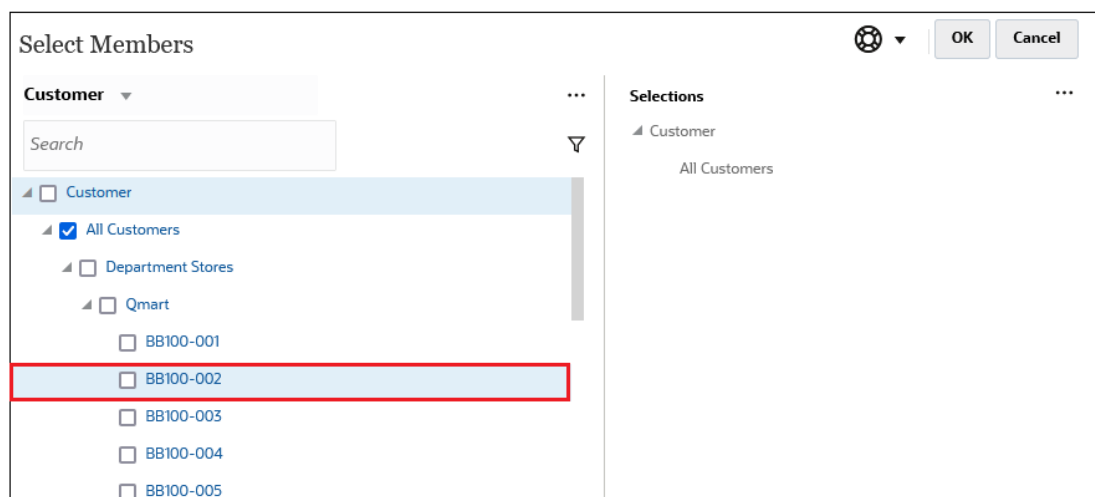 Select Members
OK
Cancel
Customer
Search
Customer
All Customers
Department Stores
Qmart
BB100-001
BB100-002
BB100-003
BB100-004
BB100-005
Selections
Customer
All Customers